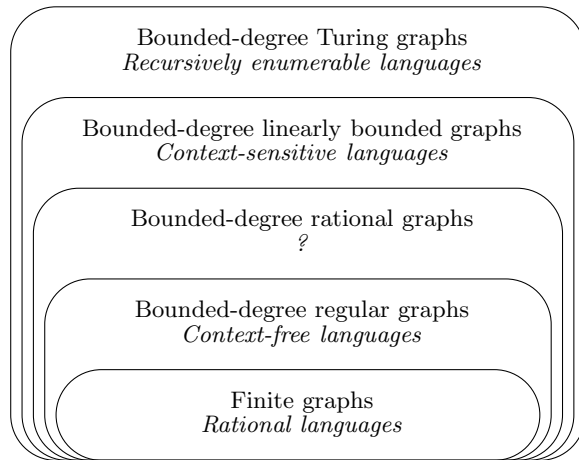 Bounded-degree Turing graphs
Recursively enumerable languages
Bounded-degree linearly bounded graphs
Context-sensitive languages
Bounded-degree rational graphs
?
Bounded-degree regular graphs
Context-free languages
Finite graphs
Rational languages